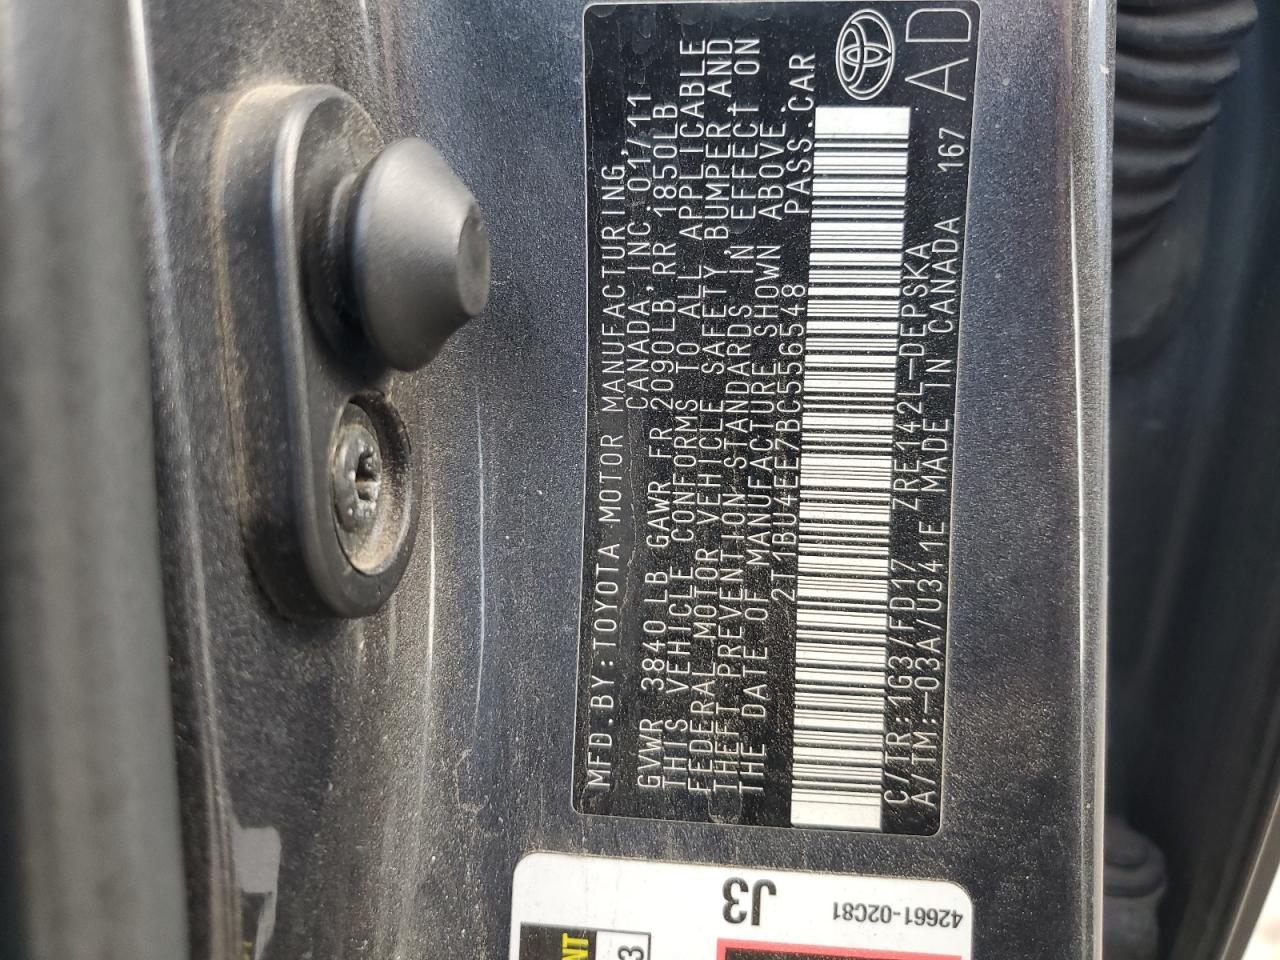 MFD.BY:TOYOTA MOTOR MANUFACTURING,
CANADA,INC. 01/11
GVWR 3840LB GAWR FR 2090LB,RR 1850LB
THIS VEHICLE CONFORMS TO ALL APPLICABLE
FEDERAL MOTOR VEHICLE SAFETY,BUMPER,AND
THEFT PREVENTION STANDARDS IN EFFECT ON
THE DATE OF MANUFACTURE SHOWN ABOVE.
2T1BU4EE7BC556548 PASS.CAR
C/TR:1G3/FD17 ZRE142L-DEPSKA
A/TM:-03A/U341E MADE IN CANADA 167
AD
J3
42661-02C81
NT
3